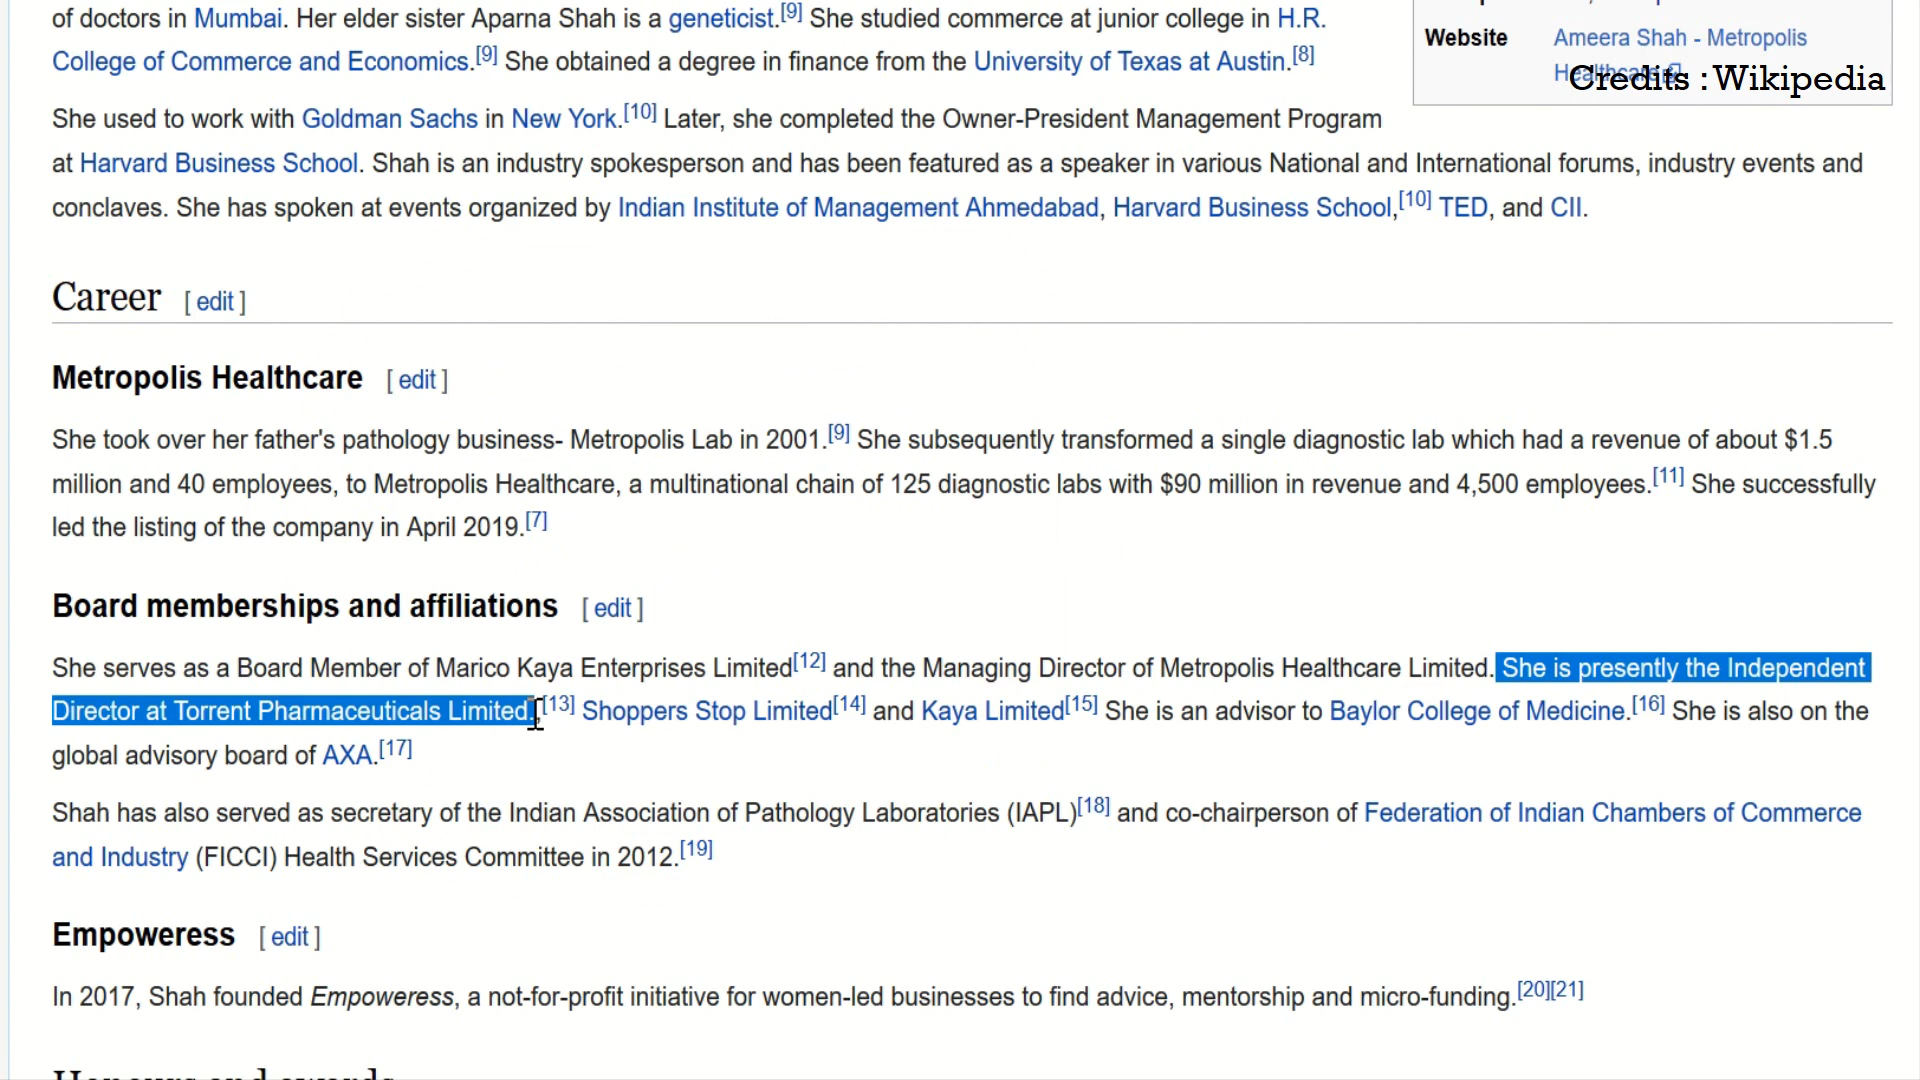 of doctors in Mumbai. Her elder sister Aparna Shah is a geneticist.[9] She studied commerce at junior college in H.R.
College of Commerce and Economics.[9] She obtained a degree in finance from the University of Texas at Austin.[8]
Website Ameera Shah - Metropolis
Healthcare
Credits : Wikipedia
She used to work with Goldman Sachs in New York.[10] Later, she completed the Owner-President Management Program
at Harvard Business School. Shah is an industry spokesperson and has been featured as a speaker in various National and International forums, industry events and
conclaves. She has spoken at events organized by Indian Institute of Management Ahmedabad, Harvard Business School,[10] TED, and CII.
Career [ edit ]
Metropolis Healthcare [ edit ]
She took over her father's pathology business- Metropolis Lab in 2001.[9] She subsequently transformed a single diagnostic lab which had a revenue of about $1.5
million and 40 employees, to Metropolis Healthcare, a multinational chain of 125 diagnostic labs with $90 million in revenue and 4,500 employees.[11] She successfully
led the listing of the company in April 2019.[7]
Board memberships and affiliations [ edit ]
She serves as a Board Member of Marico Kaya Enterprises Limited[12] and the Managing Director of Metropolis Healthcare Limited. She is presently the Independent
Director at Torrent Pharmaceuticals Limited.,[13] Shoppers Stop Limited[14] and Kaya Limited[15] She is an advisor to Baylor College of Medicine.[16] She is also on the
global advisory board of AXA.[17]
Shah has also served as secretary of the Indian Association of Pathology Laboratories (IAPL)[18] and co-chairperson of Federation of Indian Chambers of Commerce
and Industry (FICCI) Health Services Committee in 2012.[19]
Empoweress [ edit ]
In 2017, Shah founded Empoweress, a not-for-profit initiative for women-led businesses to find advice, mentorship and micro-funding.[20][21]
Honours and awards